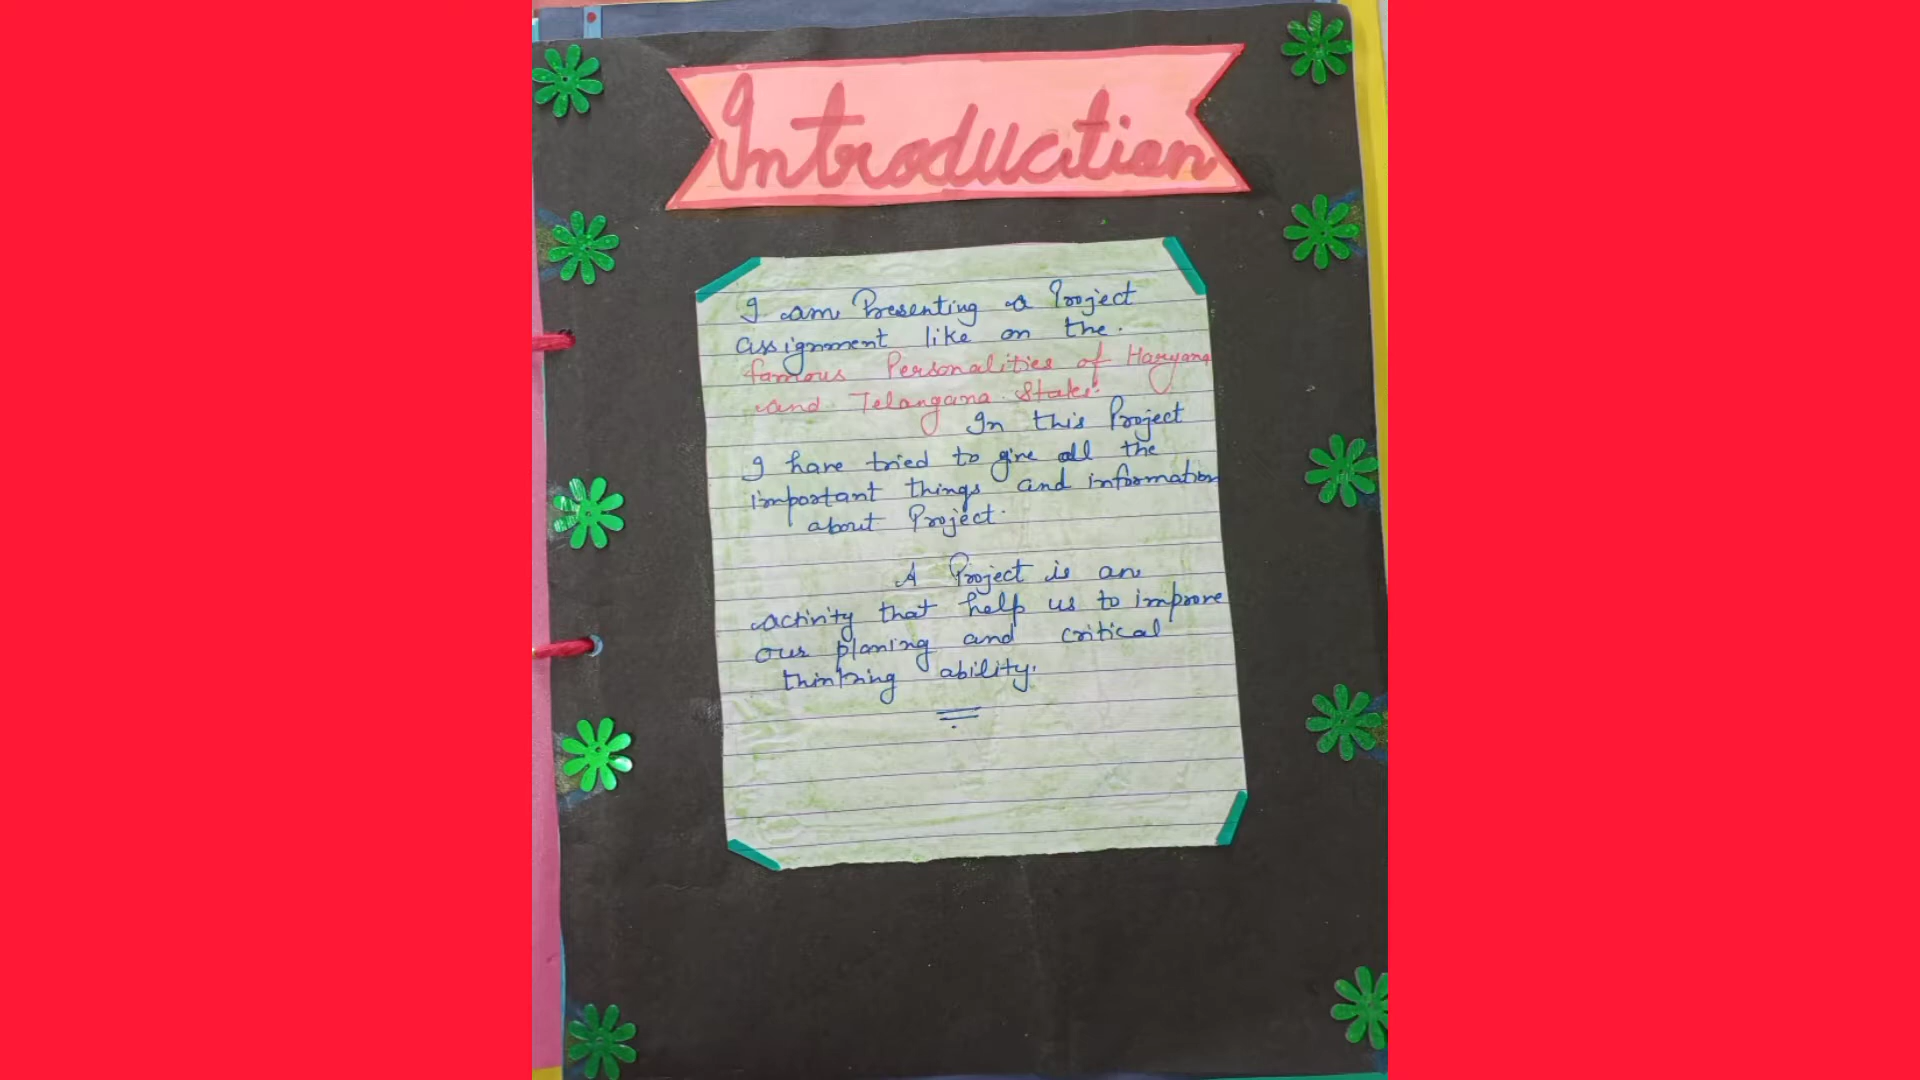 Introduction
I am Presenting a Project
assignment like on the.
famous Personalities of Haryana
and Telangana State.
In this Project
I have tried to give all the
important things and information
about Project.
A Project is an
activity that help us to improve
our planing and critical
thinking ability.